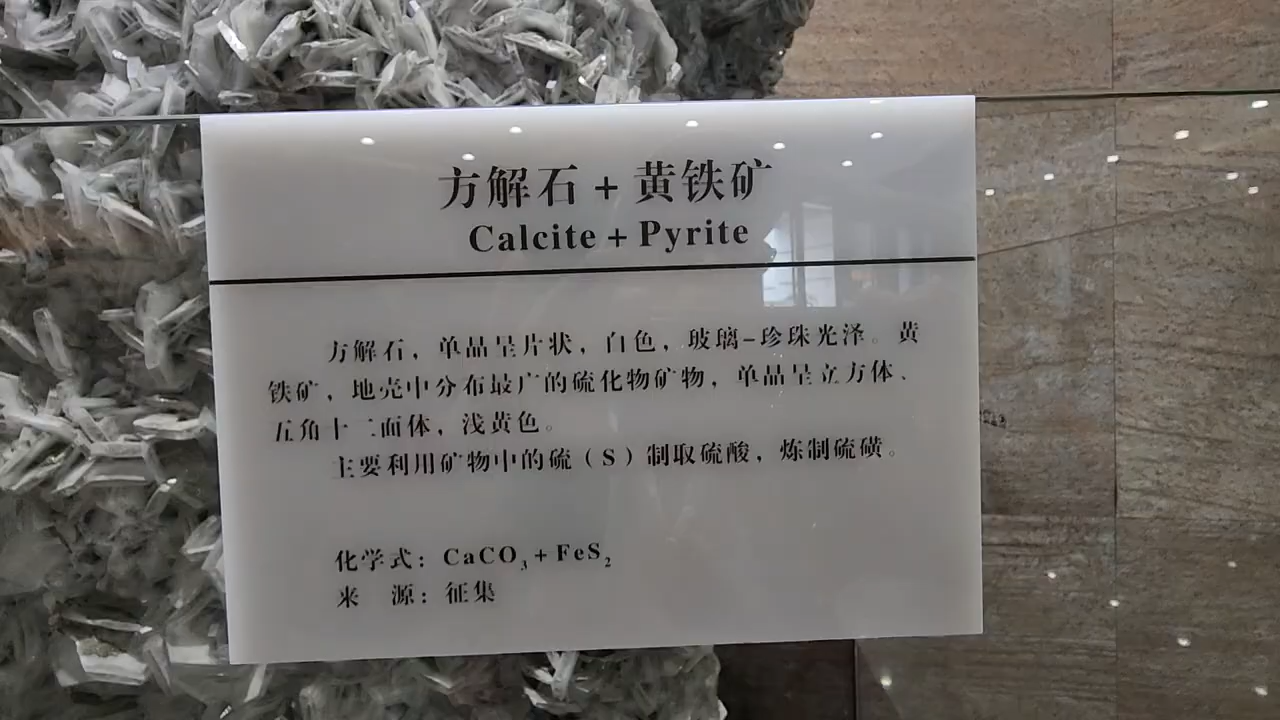 方解石+黄铁矿
Calcite+Pyrite
方解石，单晶呈片状，白色，玻璃-珍珠光泽。黄
铁矿，地壳中分布最广的硫化物矿物，单晶呈立方体、
五角十二面体，浅黄色。
主要利用矿物中的硫（S）制取硫酸，炼制硫磺。
化学式：CaCO₃+FeS₂
来　源：征集